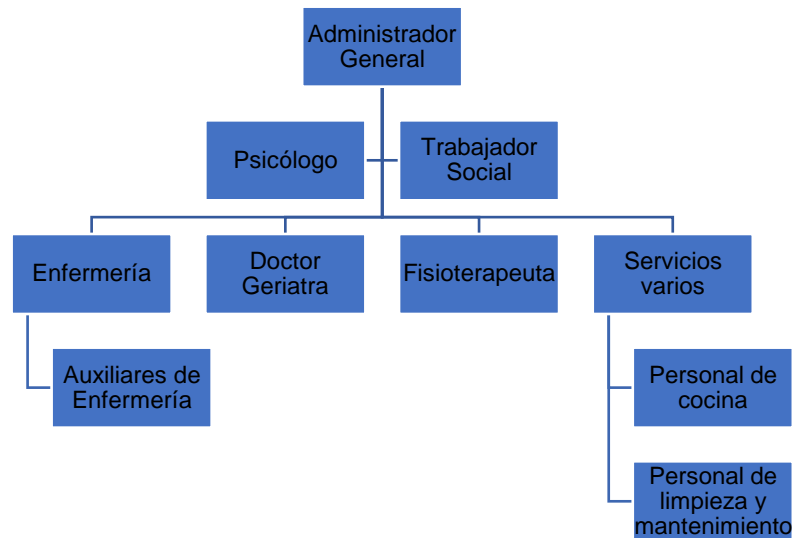 Administrador
General
Psicólogo
Trabajador
Social
Enfermería
Doctor
Geriatra
Fisioterapeuta
Servicios
varios
Auxiliares de
Enfermería
Personal de
cocina
Personal de
limpieza y
mantenimiento